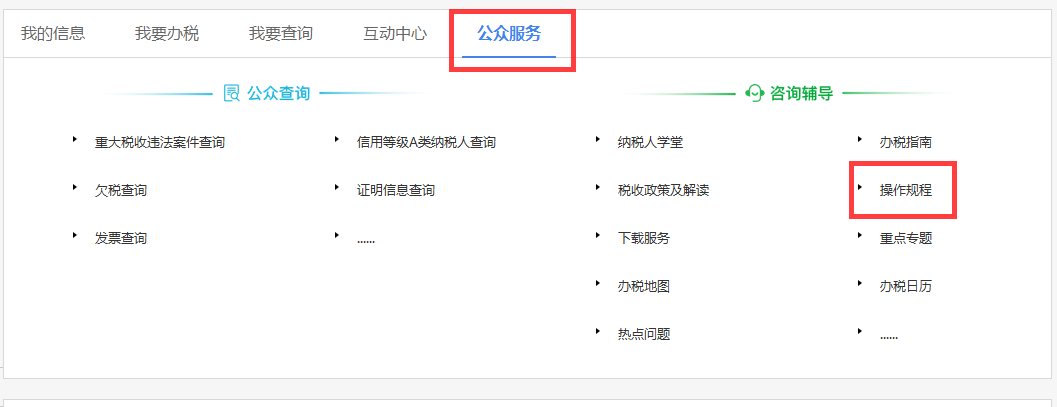 我的信息 我要办税 我要查询 互动中心 公众服务
公众查询 咨询辅导
重大税收违法案件查询 信用等级A类纳税人查询 纳税人学堂 办税指南
欠税查询 证明信息查询 税收政策及解读 操作规程
发票查询 ...... 下载服务 重点专题
办税地图 办税日历
热点问题 ......